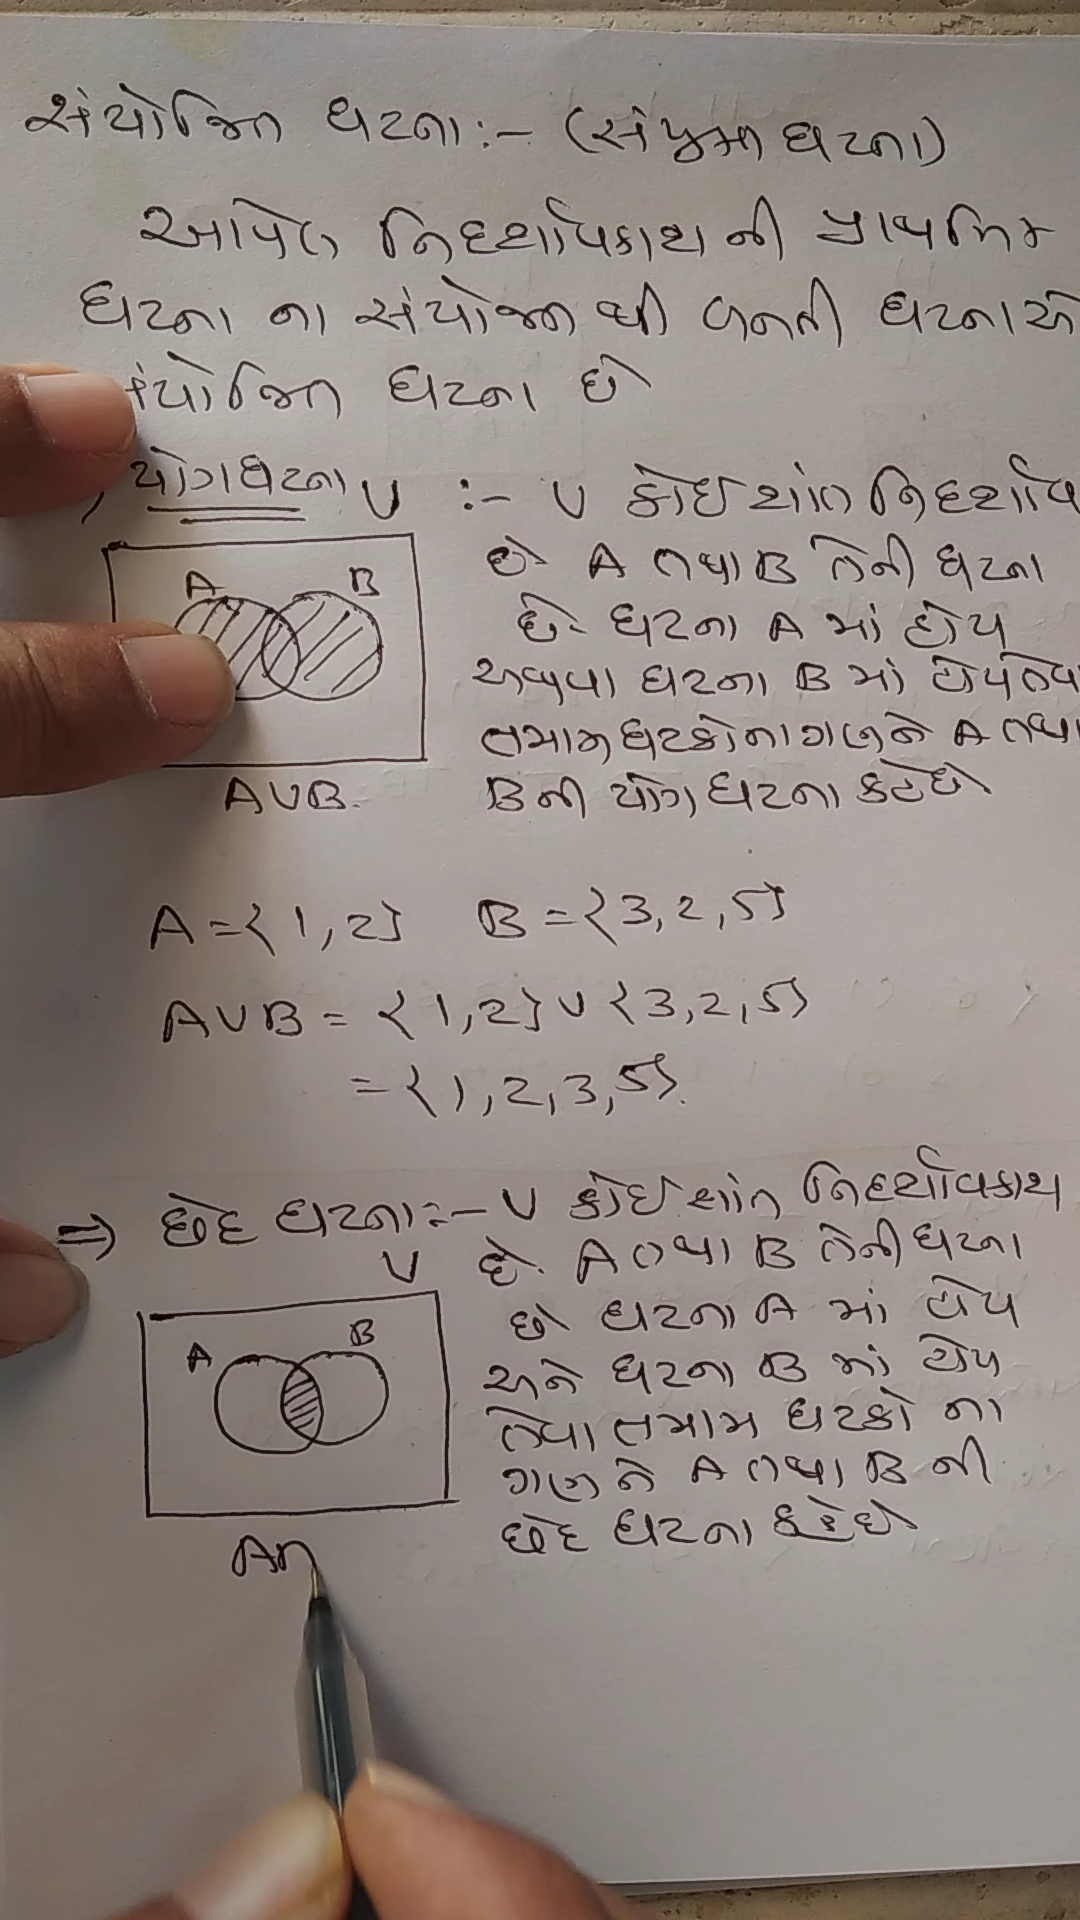 સંયોજિત ઘટના:- (સંયુક્ત ઘટના)
આપેલ નિદર્શાવકાશ ની પ્રાથમિક
ઘટના ના સંયોજન થી બનતી ઘટના એ
સંયોજિત ઘટના છે
યોગઘટના U :- U કોઈ શાંત નિદર્શાવ
A B છે A તથા B તેની ઘટના
છે. ઘટના A માં હોય
અથવા ઘટના B માં હોય તેવા
તમામ ઘટકોના ગણને A તથા
AUB. B ની યોગ ઘટના કહે છે
A={1,2} B={3,2,5}
AUB = {1,2} U {3,2,5}
= {1,2,3,5}.
⇒ છેદ ઘટના:- U કોઈ શાંત નિદર્શાવકાશ
U છે. A તથા B તેની ઘટના
છે ઘટના A માં હોય
A B અને ઘટના B માં હોય
તેવા તમામ ઘટકો ના
ગણ ને A તથા B ની
છેદ ઘટના કહે છે
A∩